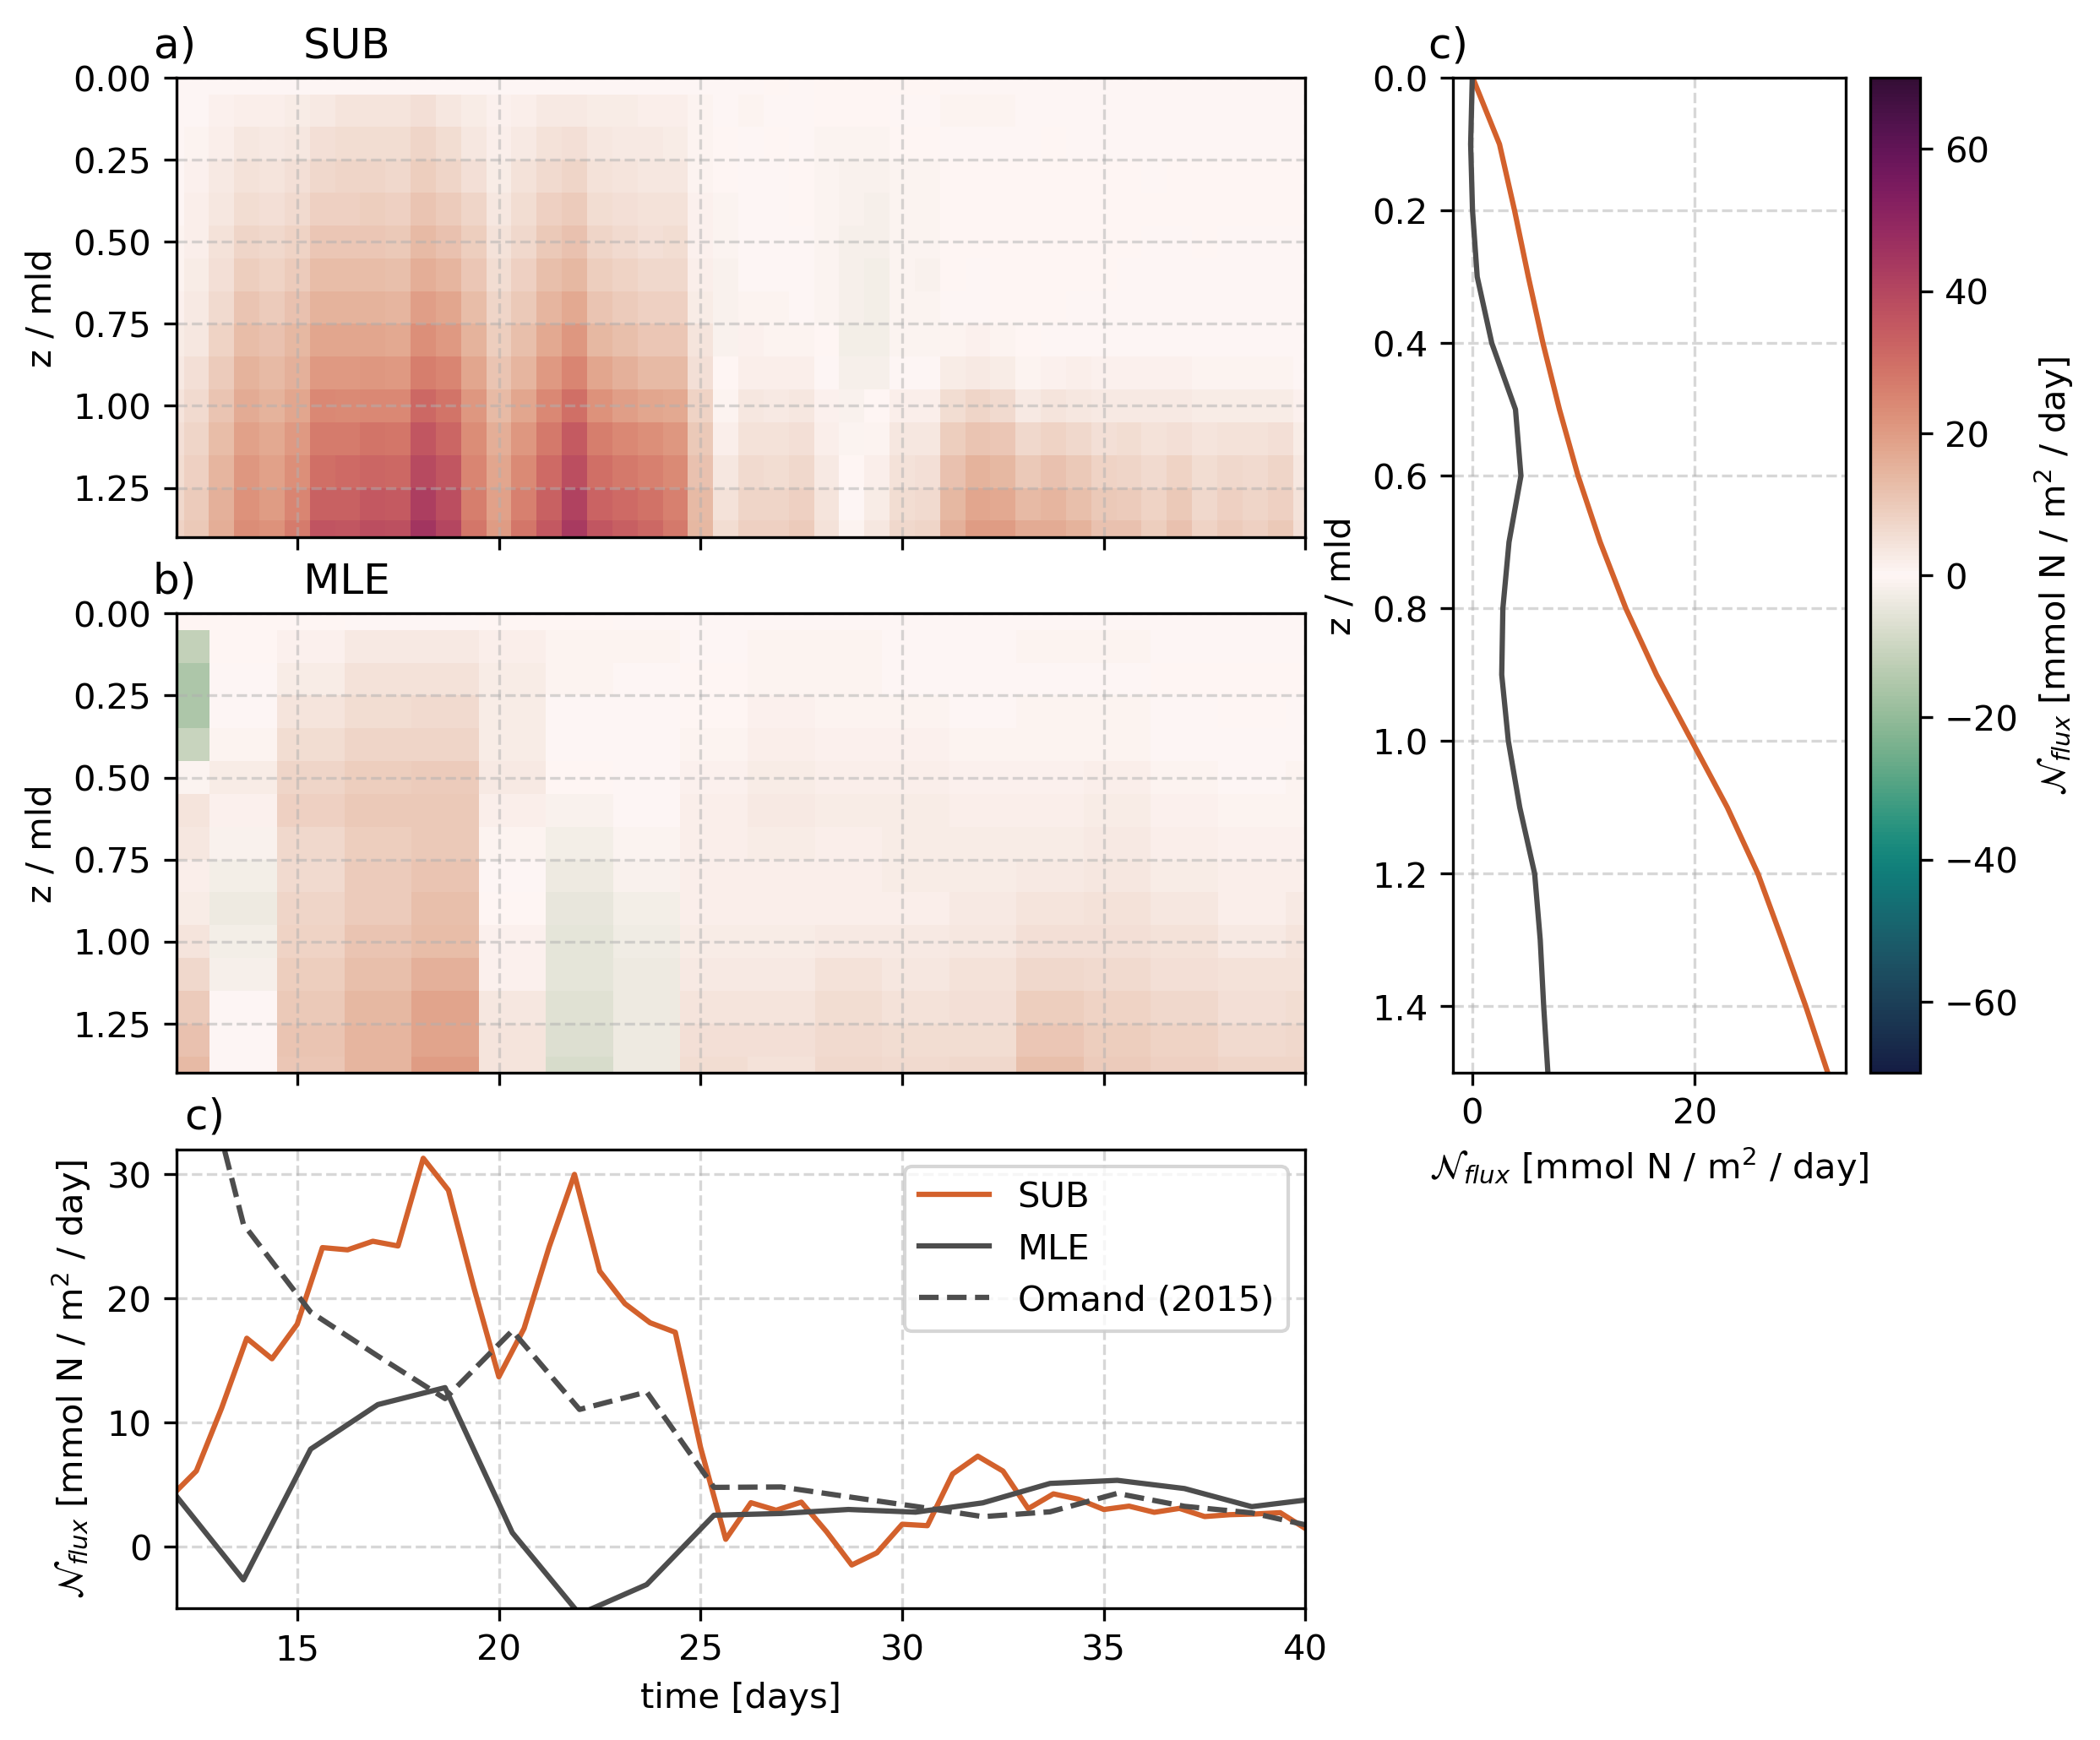 a) SUB
0.00
0.25
0.50
0.75
1.00
1.25
z / mld
b) MLE
0.00
0.25
0.50
0.75
1.00
1.25
z / mld
c)
30
20
10
0
𝒩flux [mmol N / m² / day]
15 20 25 30 35 40
time [days]
SUB
MLE
Omand (2015)
c)
0.0
0.2
0.4
0.6
0.8
1.0
1.2
1.4
z / mld
0 20
𝒩flux [mmol N / m² / day]
60
40
20
0
−20
−40
−60
𝒩flux [mmol N / m² / day]